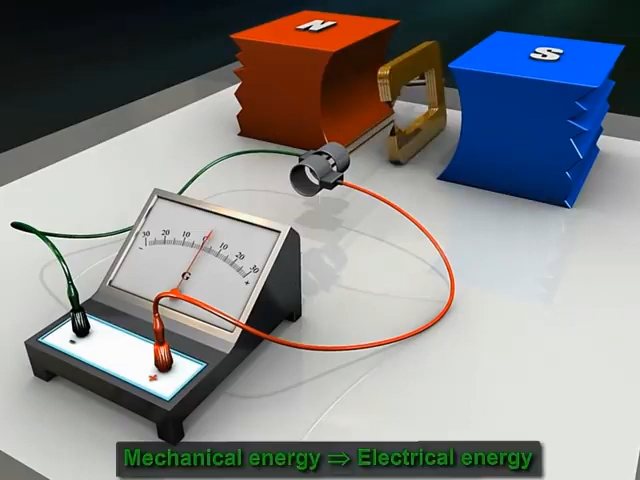 N
S
30 20 10 0 10 20 30
- +
G
- +
Mechanical energy ⇒ Electrical energy